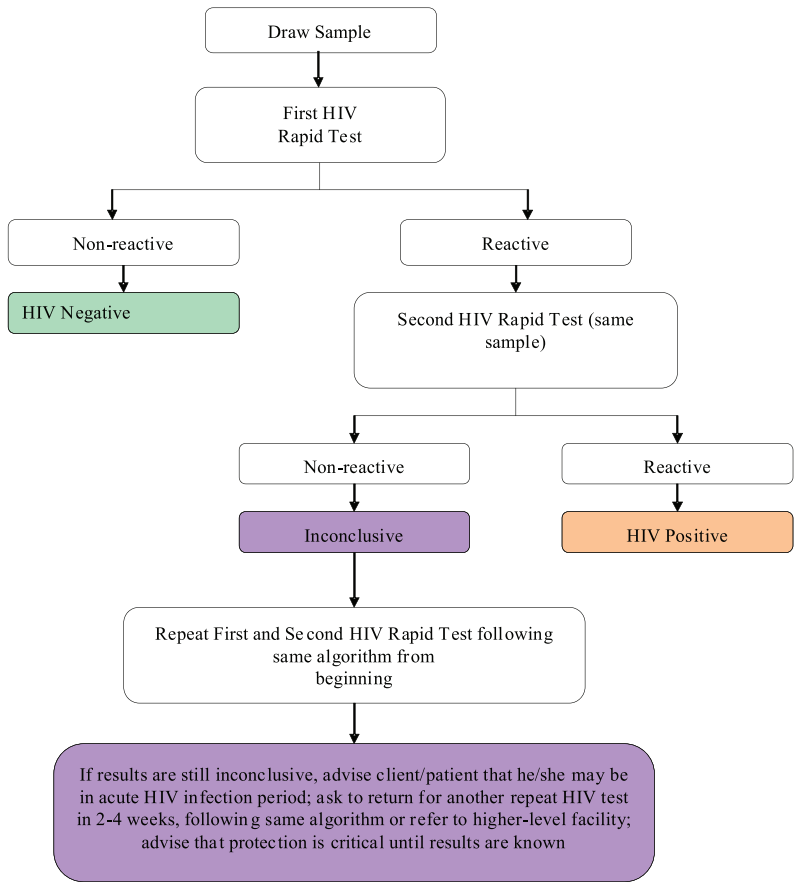 Draw Sample
First HIV
Rapid Test
Non-reactive
Reactive
HIV Negative
Second HIV Rapid Test (same
sample)
Non-reactive
Reactive
Inconclusive
HIV Positive
Repeat First and Second HIV Rapid Test following
same algorithm from
beginning
If results are still inconclusive, advise client/patient that he/she may be
in acute HIV infection period; ask to return for another repeat HIV test
in 2-4 weeks, following same algorithm or refer to higher-level facility;
advise that protection is critical until results are known